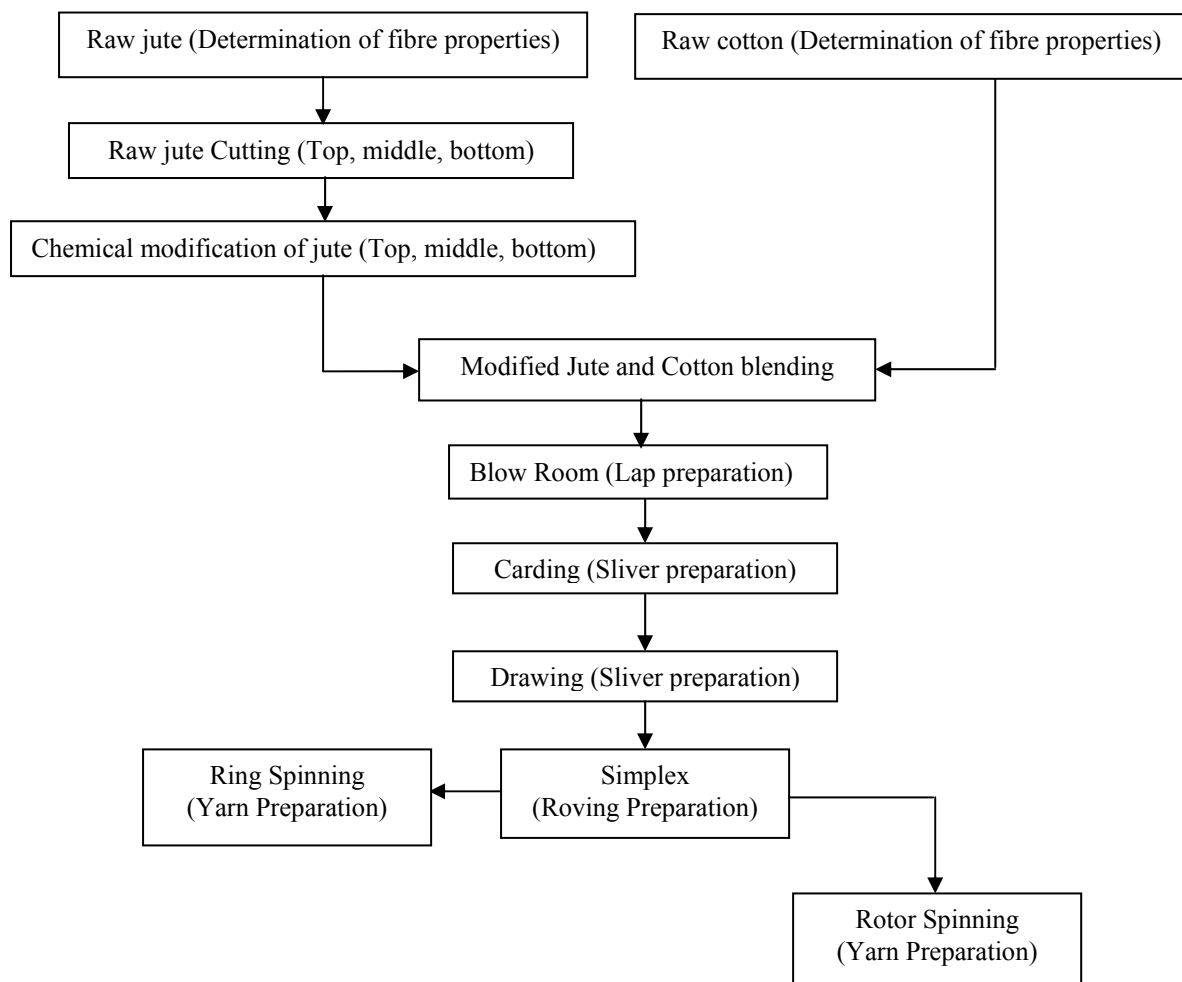 Raw jute (Determination of fibre properties)
Raw cotton (Determination of fibre properties)
Raw jute Cutting (Top, middle, bottom)
Chemical modification of jute (Top, middle, bottom)
Modified Jute and Cotton blending
Blow Room (Lap preparation)
Carding (Sliver preparation)
Drawing (Sliver preparation)
Ring Spinning
(Yarn Preparation)
Simplex
(Roving Preparation)
Rotor Spinning
(Yarn Preparation)